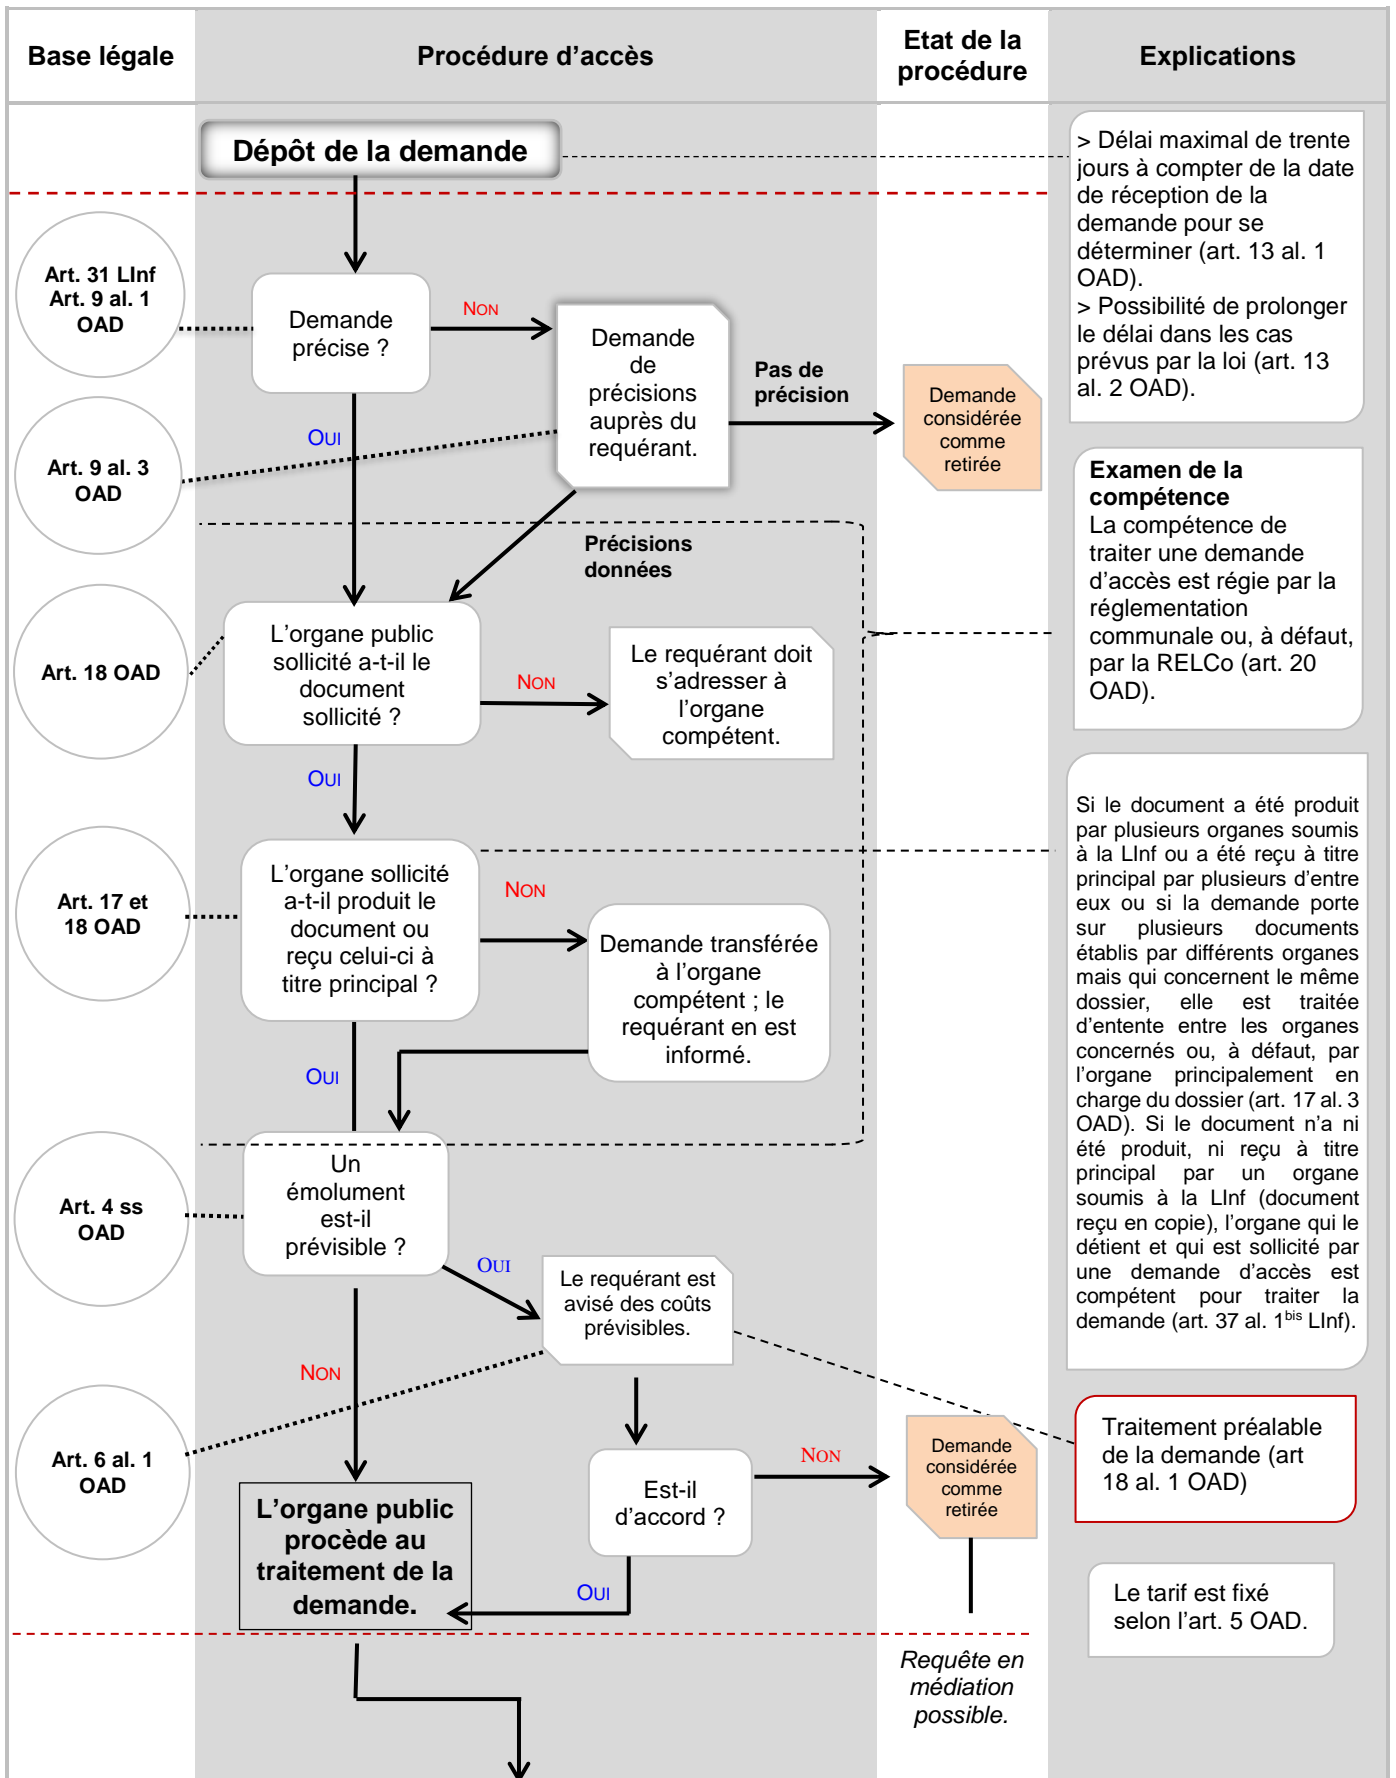 Base légale
Procédure d’accès
Etat de la
procédure
Explications
Dépôt de la demande
> Délai maximal de trente
jours à compter de la date
de réception de la
demande pour se
déterminer (art. 13 al. 1
OAD).
> Possibilité de prolonger
le délai dans les cas
prévus par la loi (art. 13
al. 2 OAD).
Art. 31 LInf
Art. 9 al. 1
OAD
Demande
précise ?
NON
Demande
de
précisions
auprès du
requérant.
Pas de
précision
Demande
considérée
comme
retirée
OUI
Art. 9 al. 3
OAD
Examen de la
compétence
La compétence de
traiter une demande
d’accès est régie par la
réglementation
communale ou, à défaut,
par la RELCo (art. 20
OAD).
Précisions
données
Art. 18 OAD
L’organe public
sollicité a-t-il le
document
sollicité ?
NON
Le requérant doit
s’adresser à
l’organe
compétent.
OUI
Art. 17 et
18 OAD
L’organe sollicité
a-t-il produit le
document ou
reçu celui-ci à
titre principal ?
NON
Demande transférée
à l’organe
compétent ; le
requérant en est
informé.
OUI
Si le document a été produit
par plusieurs organes soumis
à la LInf ou a été reçu à titre
principal par plusieurs d’entre
eux ou si la demande porte
sur plusieurs documents
établis par différents organes
mais qui concernent le même
dossier, elle est traitée
d’entente entre les organes
concernés ou, à défaut, par
l’organe principalement en
charge du dossier (art. 17 al. 3
OAD). Si le document n’a ni
été produit, ni reçu à titre
principal par un organe
soumis à la LInf (document
reçu en copie), l’organe qui le
détient et qui est sollicité par
une demande d’accès est
compétent pour traiter la
demande (art. 37 al. 1bis LInf).
Art. 4 ss
OAD
Un
émolument
est-il
prévisible ?
OUI
Le requérant est
avisé des coûts
prévisibles.
NON
Art. 6 al. 1
OAD
Est-il
d’accord ?
NON
Demande
considérée
comme
retirée
Traitement préalable
de la demande (art
18 al. 1 OAD)
L’organe public
procède au
traitement de la
demande.
OUI
Le tarif est fixé
selon l’art. 5 OAD.
Requête en
médiation
possible.